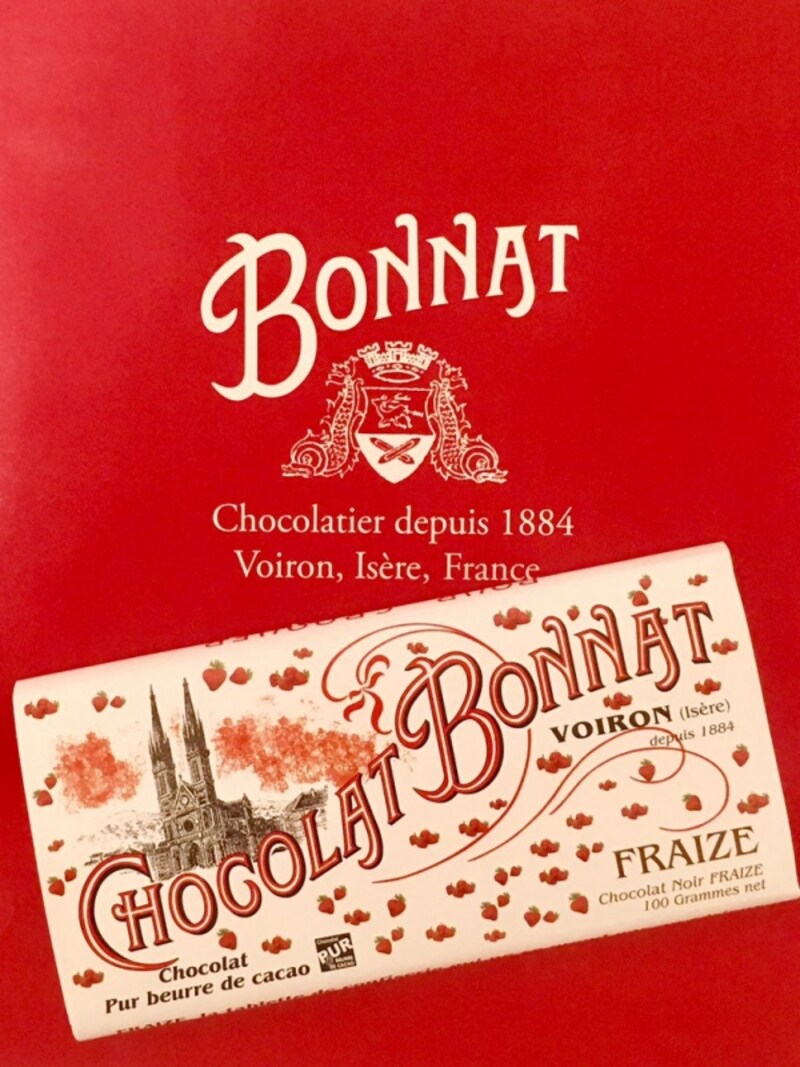 BONNAT
Chocolatier depuis 1884
Voiron, Isère, France
CHOCOLAT BONNAT
VOIRON (Isère)
depuis 1884
FRAIZE
Chocolat Noir FRAIZE
100 Grammes net
Chocolat
Pur beurre de cacao
PUR